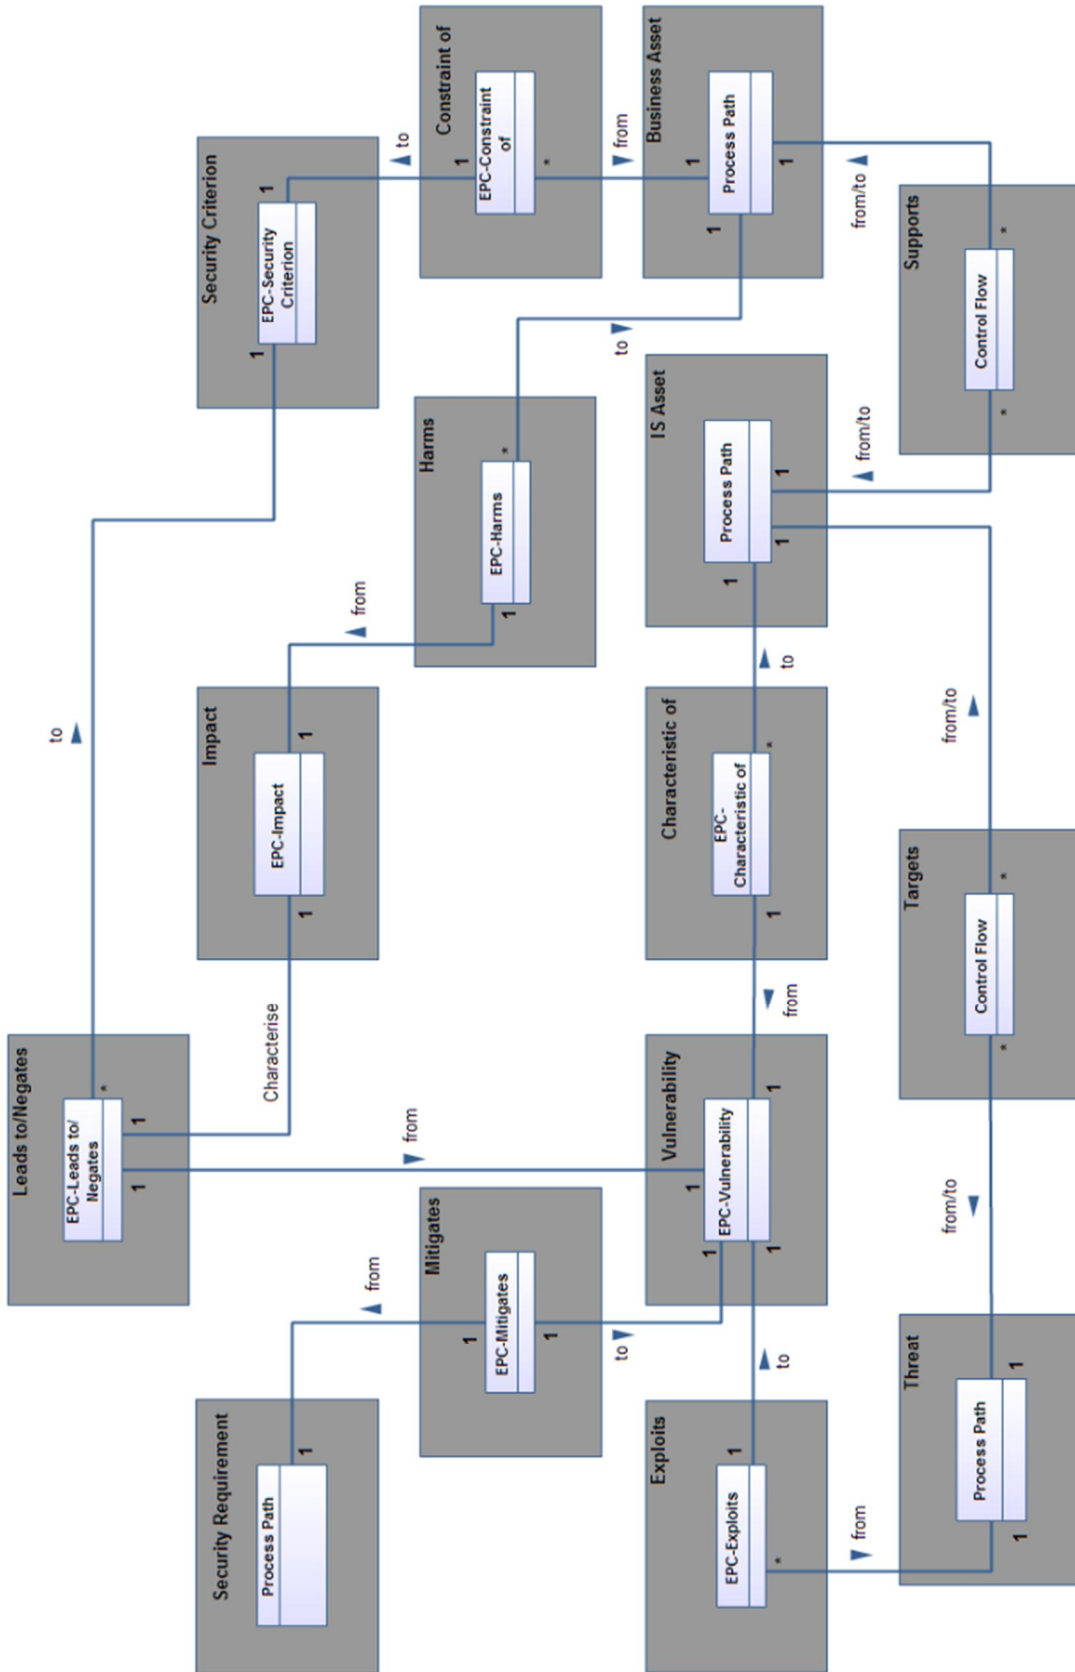 Leads to/Negates
EPC-Leads to/
Negates
*
1
1
to
Characterise
from
Security Requirement
Process Path
1
from
Mitigates
EPC-Mitigates
1
1
to
Impact
EPC-Impact
1
1
from
Harms
EPC-Harms
1
*
to
Security Criterion
EPC-Security
Criterion
1
1
to
Constraint of
EPC-Constraint
of
1
*
from
Exploits
EPC-Exploits
1
*
to
from
Vulnerability
EPC-Vulnerability
1
1
1
1
from
Characteristic of
EPC-
Characteristic of
1
*
to
IS Asset
Process Path
1
1
1
from/to
Business Asset
Process Path
1
1
1
from/to
Threat
Process Path
1
1
from/to
Targets
Control Flow
*
*
from/to
Supports
Control Flow
*
*